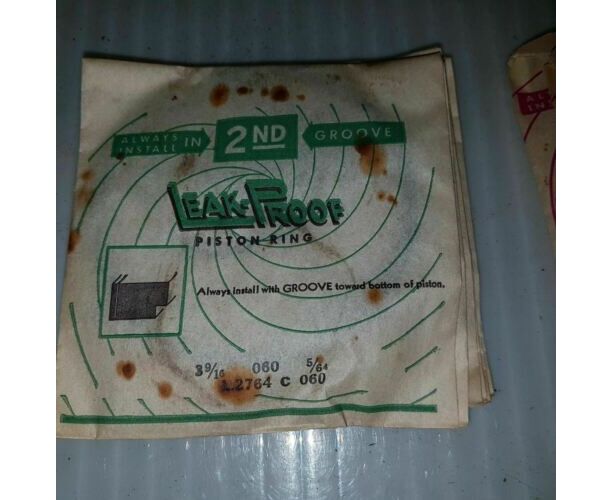 ALWAYS INSTALL IN 2ND GROOVE
LEAK-PROOF
PISTON RING
Always install with GROOVE toward bottom of piston.
3 9/16 060 5/64
2764 C 060